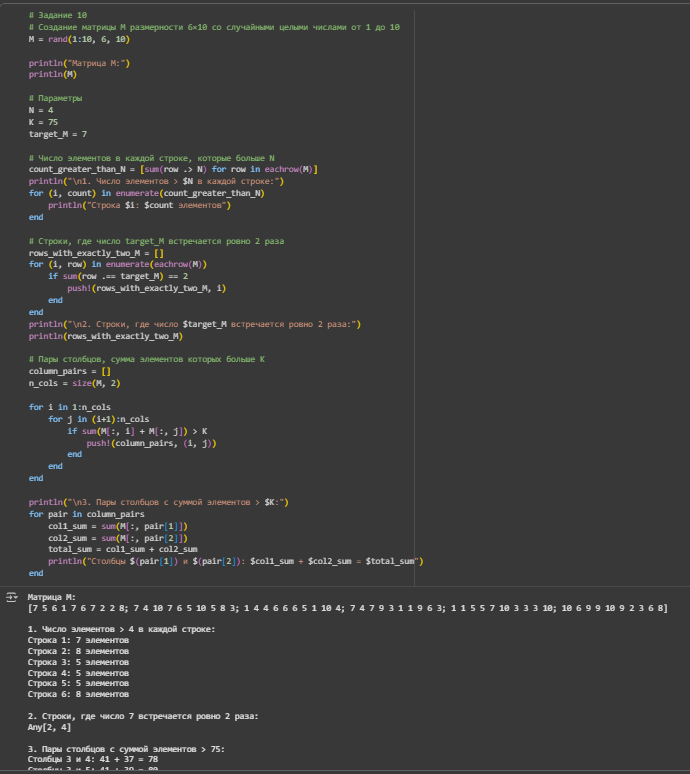 # Задание 10
# Создание матрицы M размерности 6×10 со случайными целыми числами от 1 до 10
M = rand(1:10, 6, 10)
println("Матрица M:")
println(M)
# Параметры
N = 4
K = 75
target_M = 7
# Число элементов в каждой строке, которые больше N
count_greater_than_N = [sum(row .> N) for row in eachrow(M)]
println("\n1. Число элементов > $N в каждой строке:")
for (i, count) in enumerate(count_greater_than_N)
    println("Строка $i: $count элементов")
end
# Строки, где число target_M встречается ровно 2 раза
rows_with_exactly_two_M = []
for (i, row) in enumerate(eachrow(M))
    if sum(row .== target_M) == 2
        push!(rows_with_exactly_two_M, i)
    end
end
println("\n2. Строки, где число $target_M встречается ровно 2 раза:")
println(rows_with_exactly_two_M)
# Пары столбцов, сумма элементов которых больше K
column_pairs = []
n_cols = size(M, 2)
for i in 1:n_cols
    for j in (i+1):n_cols
        if sum(M[:, i] + M[:, j]) > K
            push!(column_pairs, (i, j))
        end
    end
end
println("\n3. Пары столбцов с суммой элементов > $K:")
for pair in column_pairs
    col1_sum = sum(M[:, pair[1]])
    col2_sum = sum(M[:, pair[2]])
    total_sum = col1_sum + col2_sum
    println("Столбцы $(pair[1]) и $(pair[2]): $col1_sum + $col2_sum = $total_sum")
end
Матрица M:
[7 5 6 1 7 6 7 2 2 8; 7 4 10 7 6 5 10 5 8 3; 1 4 4 6 6 6 5 1 10 4; 7 4 7 9 3 1 1 9 6 3; 1 1 5 5 7 10 3 3 3 10; 10 6 9 9 10 9 2 3 6 8]
1. Число элементов > 4 в каждой строке:
Строка 1: 7 элементов
Строка 2: 8 элементов
Строка 3: 5 элементов
Строка 4: 5 элементов
Строка 5: 5 элементов
Строка 6: 8 элементов
2. Строки, где число 7 встречается ровно 2 раза:
Any[2, 4]
3. Пары столбцов с суммой элементов > 75:
Столбцы 3 и 4: 41 + 37 = 78
Столбцы 3 и 5: 41 + 39 = 80